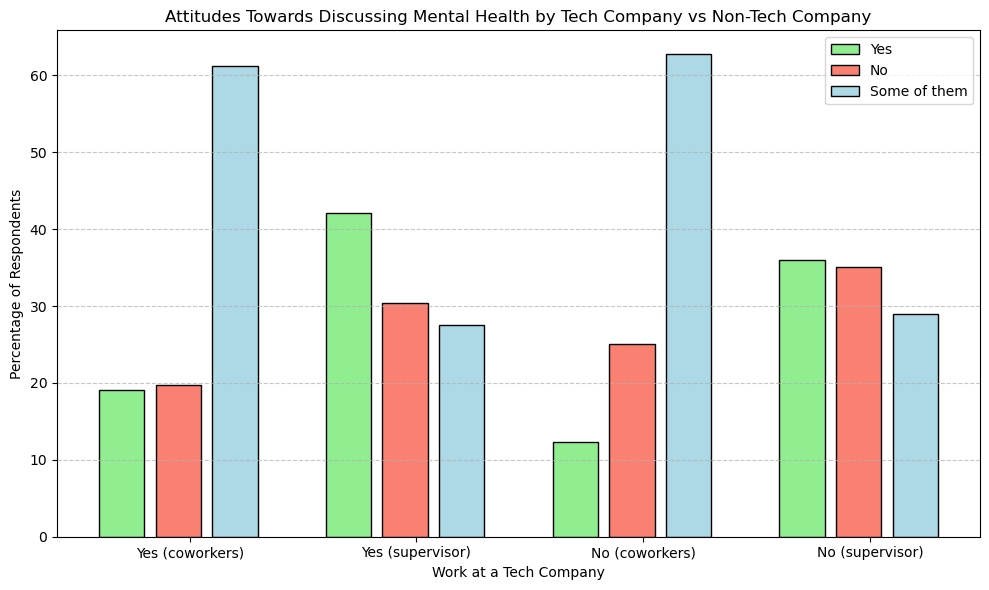 Attitudes Towards Discussing Mental Health by Tech Company vs Non-Tech Company
Yes
No
Some of them
Percentage of Respondents
60
50
40
30
20
10
0
Yes (coworkers)
Yes (supervisor)
No (coworkers)
No (supervisor)
Work at a Tech Company